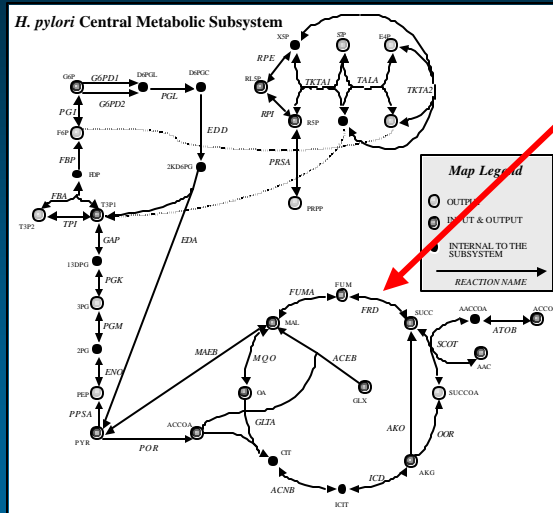 H. pylori Central Metabolic Subsystem
X5P
S7P
E4P
G6P
G6PD1
D6PGL
D6PGC
RPE
PGL
RL5P
TKTA1
TALA
TKTA2
G6PD2
PGI
RPI
R5P
F6P
EDD
FBP
2KD6PG
PRSA
FDP
Map Legend
FBA
T3P1
PRPP
OUTPUT
T3P2
TPI
INPUT & OUTPUT
GAP
EDA
INTERNAL TO THE
SUBSYSTEM
13DPG
REACTION NAME
PGK
FUMA
FUM
3PG
FRD
AACCOA
ACCOA
MAL
SUCC
PGM
ATOB
SCOT
2PG
MAEB
MQO
ACEB
AAC
ENO
PEP
OA
GLX
SUCCOA
PPSA
GLTA
ACCOA
AKO
OOR
PYR
POR
CIT
AKG
ACNB
ICD
ICIT